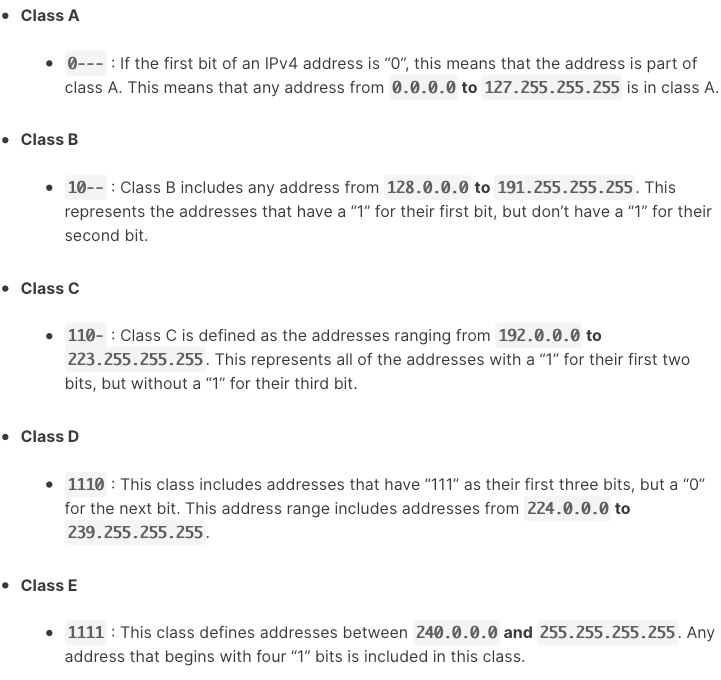 Class A
0--- : If the first bit of an IPv4 address is “0”, this means that the address is part of
class A. This means that any address from 0.0.0.0 to 127.255.255.255 is in class A.
Class B
10-- : Class B includes any address from 128.0.0.0 to 191.255.255.255. This
represents the addresses that have a “1” for their first bit, but don’t have a “1” for their
second bit.
Class C
110- : Class C is defined as the addresses ranging from 192.0.0.0 to
223.255.255.255. This represents all of the addresses with a “1” for their first two
bits, but without a “1” for their third bit.
Class D
1110 : This class includes addresses that have “111” as their first three bits, but a “0”
for the next bit. This address range includes addresses from 224.0.0.0 to
239.255.255.255.
Class E
1111 : This class defines addresses between 240.0.0.0 and 255.255.255.255. Any
address that begins with four “1” bits is included in this class.